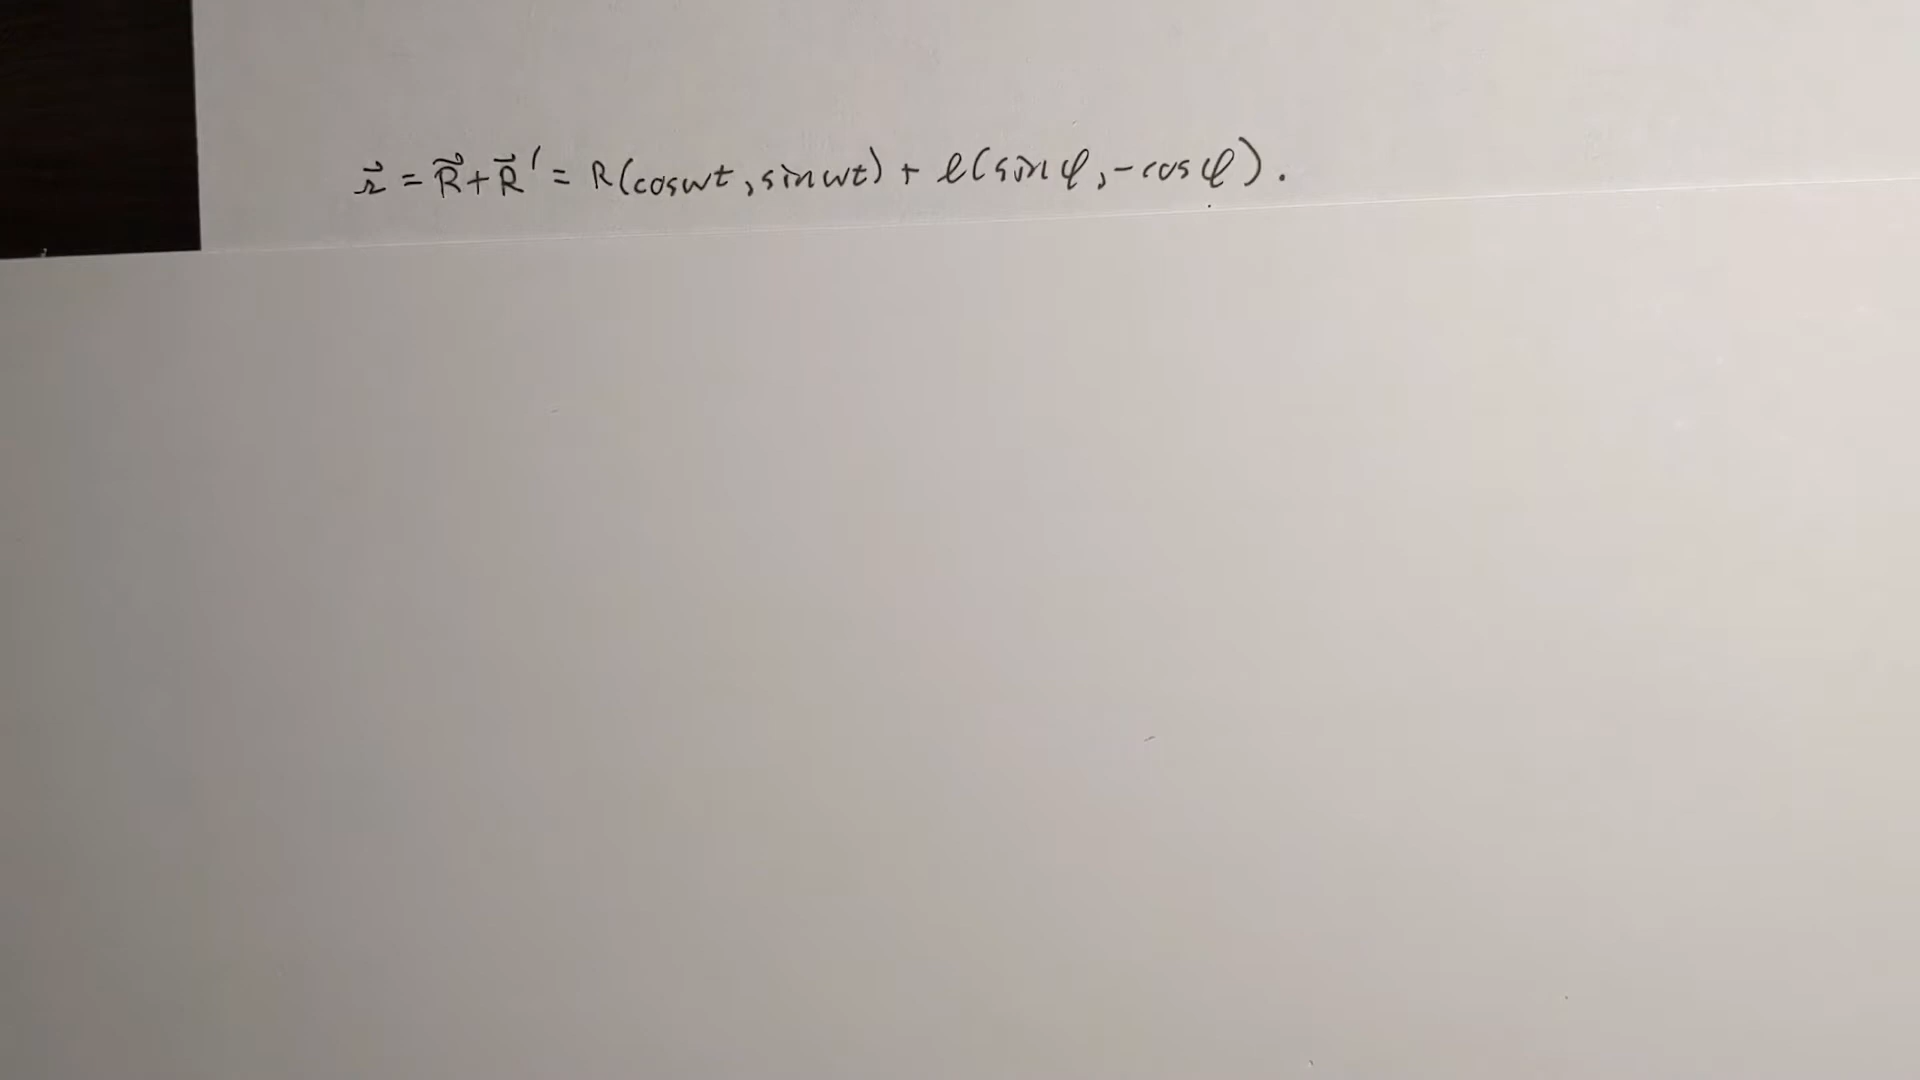 r⃗ = R⃗ + R⃗' = R(cosωt, sinωt) + ℓ(sinφ, -cosφ).